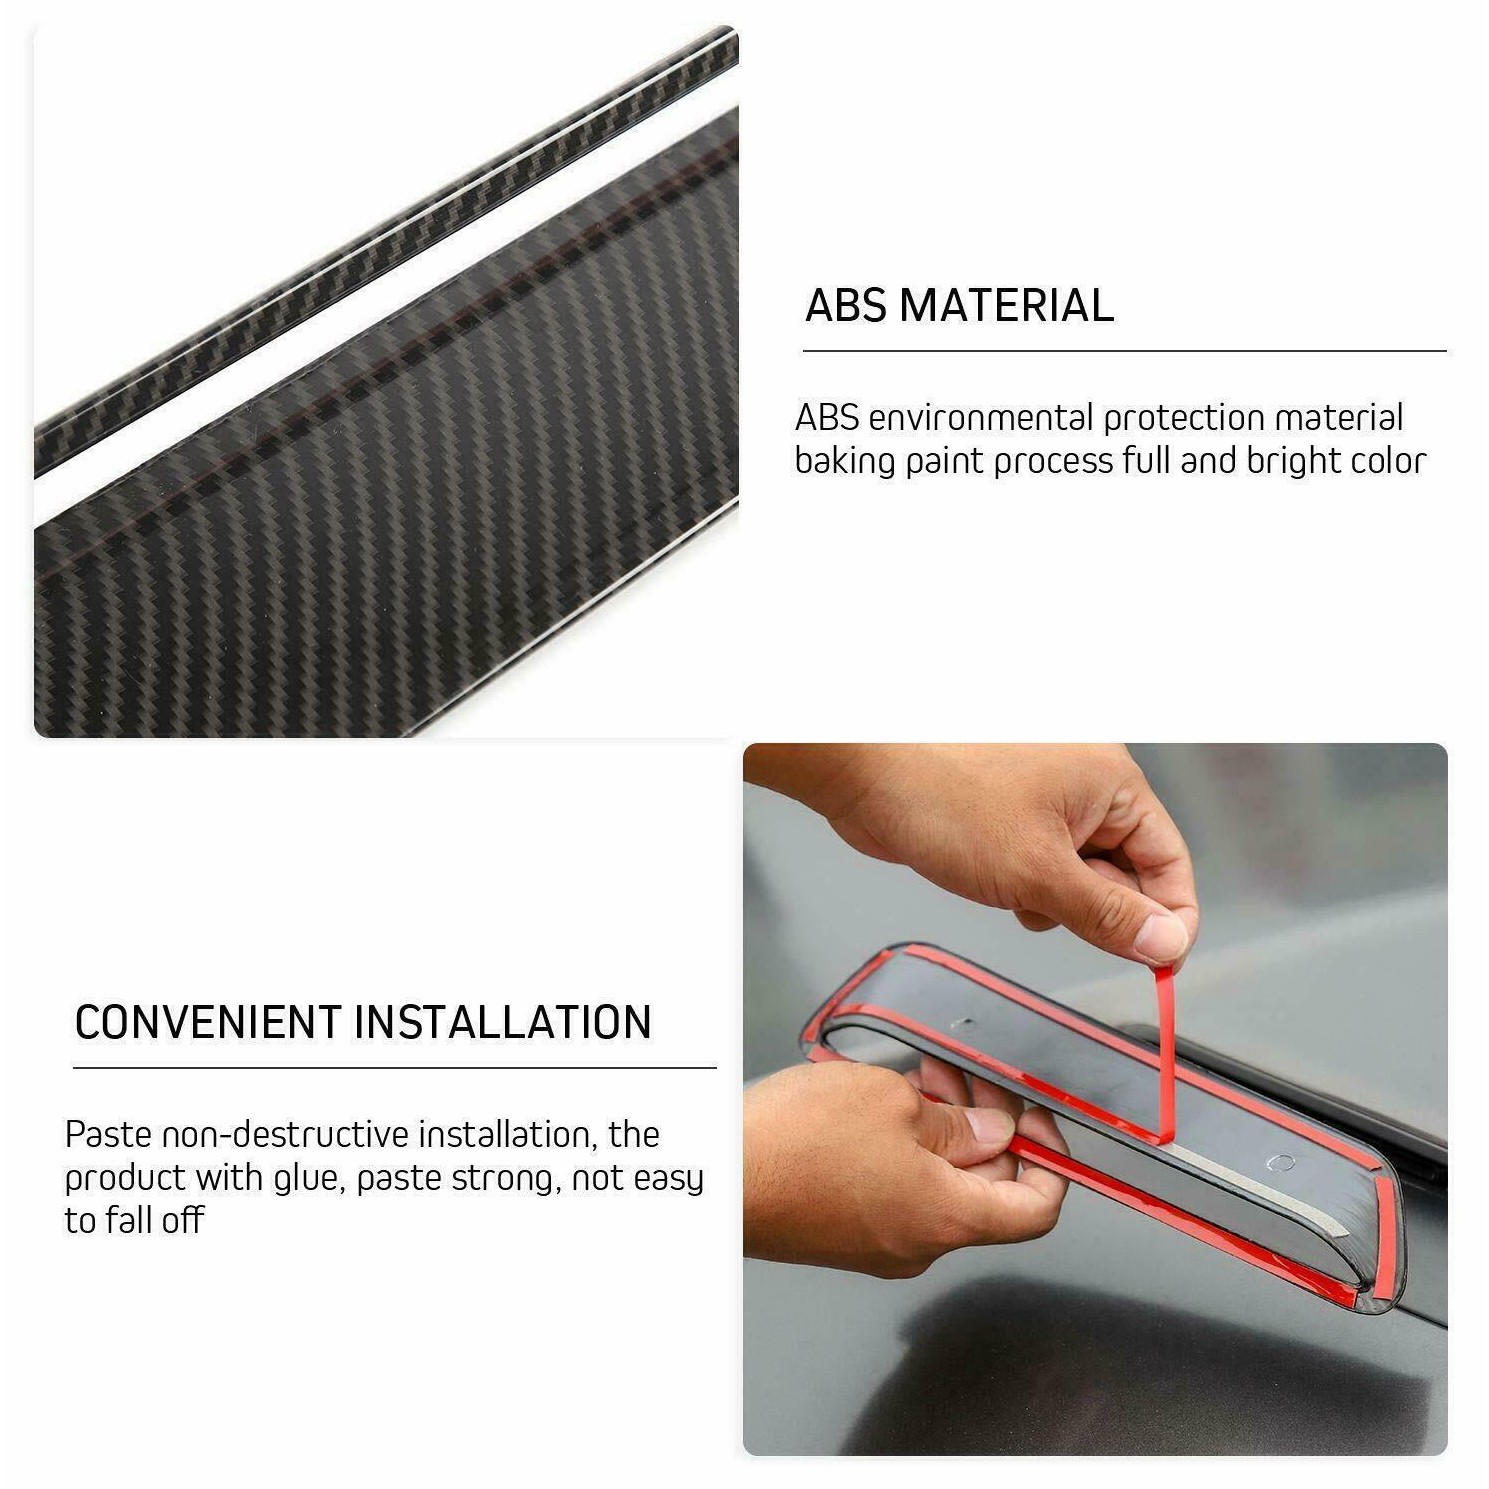 ABS MATERIAL
ABS environmental protection material
baking paint process full and bright color
CONVENIENT INSTALLATION
Paste non-destructive installation, the
product with glue, paste strong, not easy
to fall off